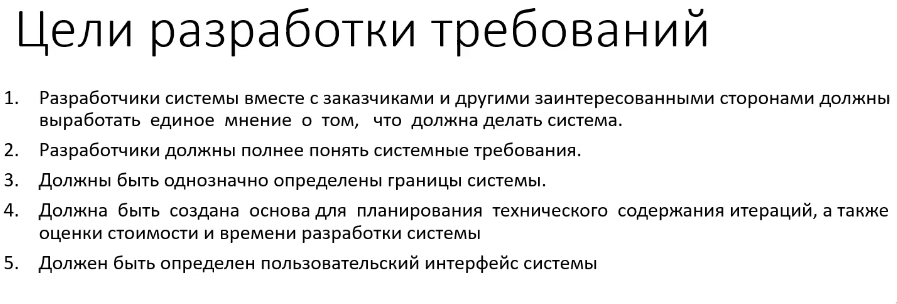 Цели разработки требований
1. Разработчики системы вместе с заказчиками и другими заинтересованными сторонами должны
выработать единое мнение о том, что должна делать система.
2. Разработчики должны полнее понять системные требования.
3. Должны быть однозначно определены границы системы.
4. Должна быть создана основа для планирования технического содержания итераций, а также
оценки стоимости и времени разработки системы
5. Должен быть определен пользовательский интерфейс системы